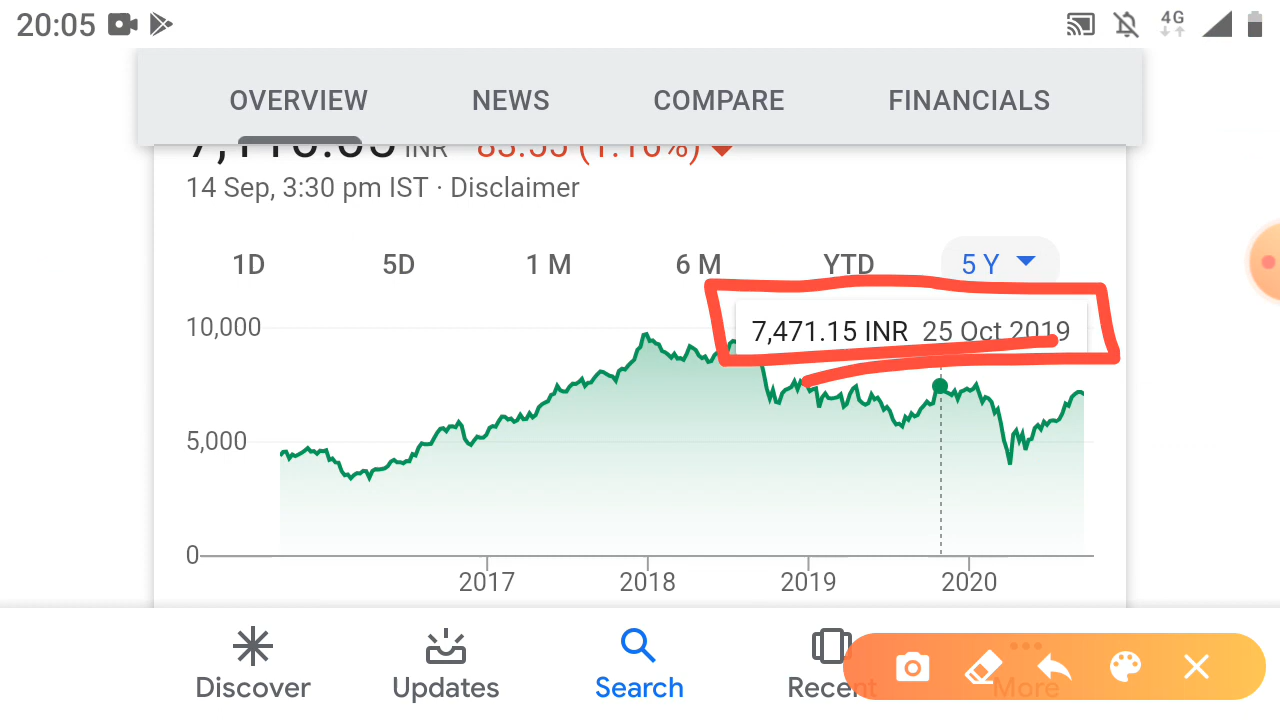 20:05
4G
OVERVIEW NEWS COMPARE FINANCIALS
INR
14 Sep, 3:30 pm IST · Disclaimer
1D 5D 1 M 6 M YTD 5 Y
7,471.15 INR 25 Oct 2019
10,000
5,000
0
2017 2018 2019 2020
Discover Updates Search Recent More